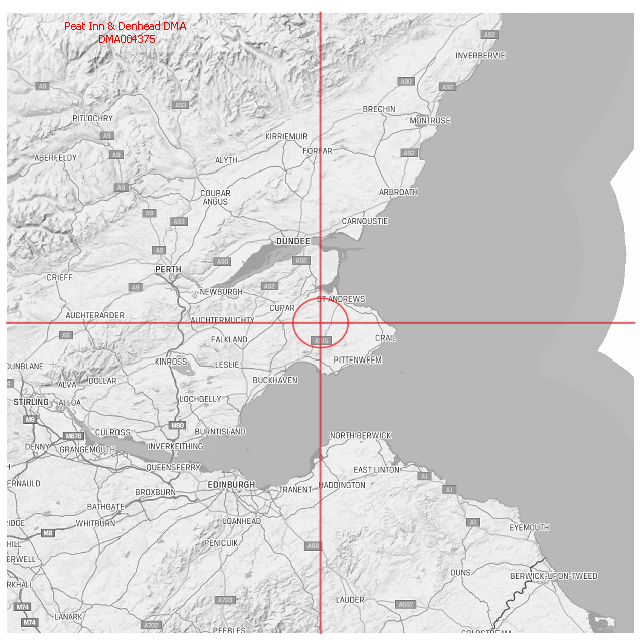 Peat Inn & Denhead DMA
DMA004375
A92
INVERBERVIE
A9
A90
A92
A93
BRECHIN
PITLOCHRY
MONTROSE
A9
KIRRIEMUIR
FORFAR
A9
A92
ABERFELDY
ALYTH
A9
COUPAR
ANGUS
ARBROATH
A9
A93
CARNOUSTIE
DUNDEE
A9
A90
A92
PERTH
CRIEFF
A9
A92
NEWBURGH
ST ANDREWS
CUPAR
AUCHTERARDER
AUCHTERMUCHTY
A9
FALKLAND
A915
CRAIL
KINROSS
LESLIE
PITTENWEEM
DUNBLANE
ALVA
DOLLAR
BUCKHAVEN
STIRLING
ALLOA
LOCHGELLY
M9
M90
CULROSS
BURNTISLAND
M876
NORTH BERWICK
DENNY
GRANGEMOUTH
INVERKEITHING
QUEENSFERRY
EAST LINTON
A1
ERNAULD
EDINBURGH
TRANENT
HADDINGTON
BROXBURN
A1
BATHGATE
RIDGE
WHITBURN
LOANHEAD
A1
EYEMOUTH
M8
HILL
PENICUIK
A68
ERWELL
DUNS
BERWICK-UPON-TWEED
RKHALL
M74
A703
LAUDER
A697
LANARK
M74
A702
PEEBLES
COLDSTREAM